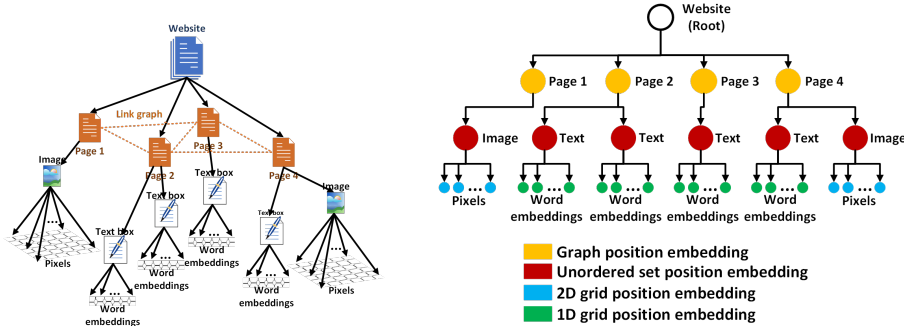 Website
Link graph
Page 1
Page 3
Page 2
Page 4
Image
Text box
Image
Text box
Text box
Text box
Pixels
Word
embeddings
Word
embeddings
Word
embeddings
Word
embeddings
Pixels
Website
(Root)
Page 1
Page 2
Page 3
Page 4
Image
Text
Text
Text
Text
Image
Pixels
Word
embeddings
Word
embeddings
Word
embeddings
Word
embeddings
Pixels
Graph position embedding
Unordered set position embedding
2D grid position embedding
1D grid position embedding